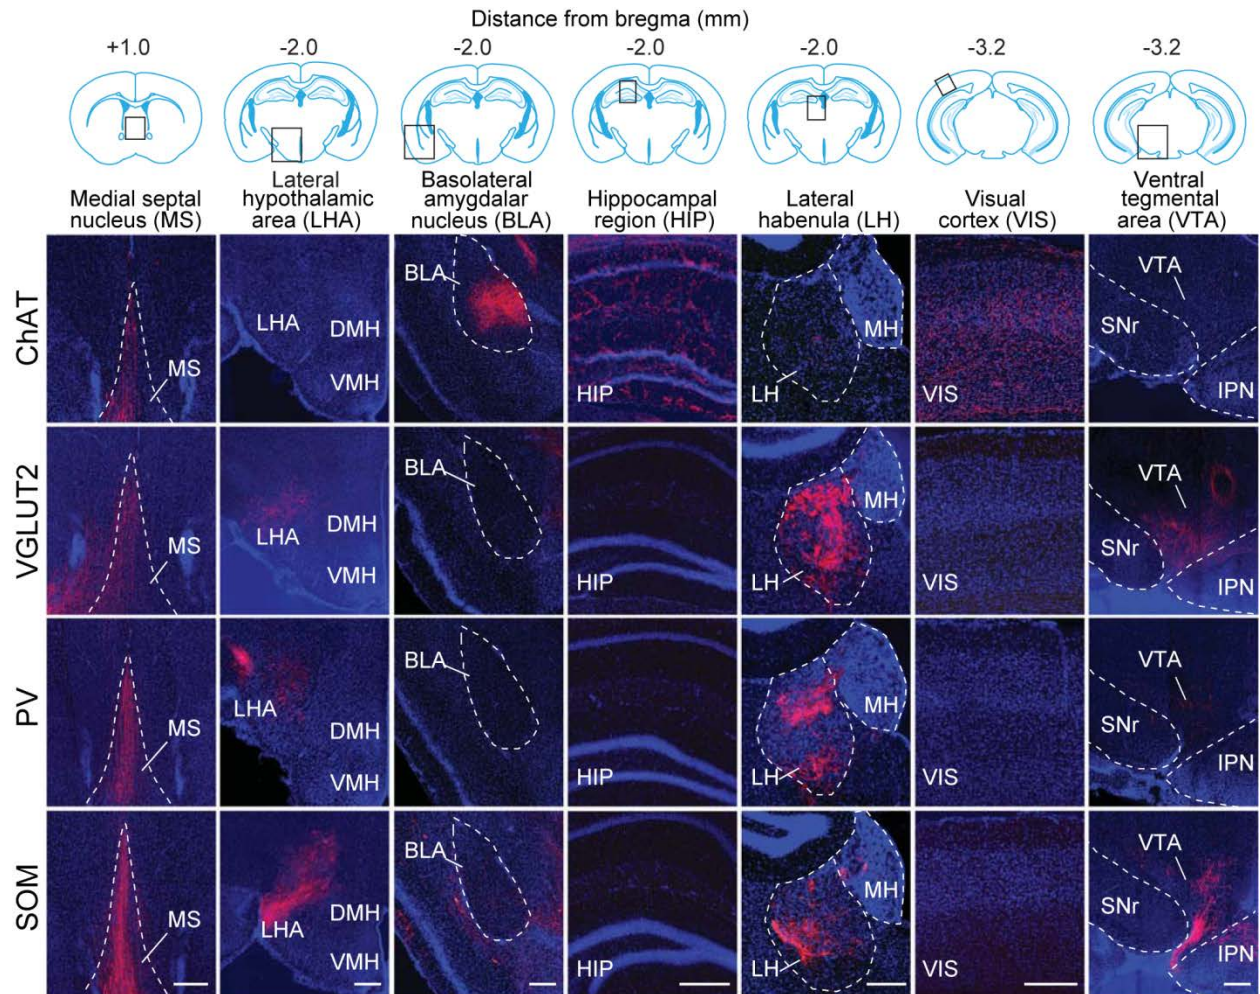 Distance from bregma (mm)
+1.0 -2.0 -2.0 -2.0 -2.0 -3.2 -3.2
Medial septal
nucleus (MS)
Lateral
hypothalamic
area (LHA)
Basolateral
amygdalar
nucleus (BLA)
Hippocampal
region (HIP)
Lateral
habenula (LH)
Visual
cortex (VIS)
Ventral
tegmental
area (VTA)
ChAT
MS
LHA
DMH
VMH
BLA
HIP
MH
LH
VIS
VTA
SNr
IPN
VGLUT2
MS
LHA
DMH
VMH
BLA
HIP
MH
LH
VIS
VTA
SNr
IPN
PV
MS
LHA
DMH
VMH
BLA
HIP
MH
LH
VIS
VTA
SNr
IPN
SOM
MS
LHA
DMH
VMH
BLA
HIP
MH
LH
VIS
VTA
SNr
IPN